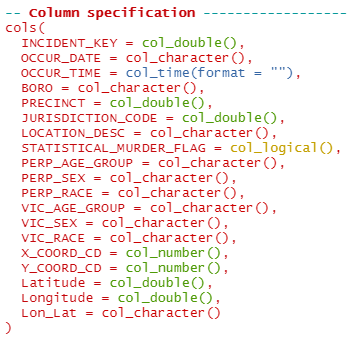 -- Column specification ------------------
cols(
  INCIDENT_KEY = col_double(),
  OCCUR_DATE = col_character(),
  OCCUR_TIME = col_time(format = ""),
  BORO = col_character(),
  PRECINCT = col_double(),
  JURISDICTION_CODE = col_double(),
  LOCATION_DESC = col_character(),
  STATISTICAL_MURDER_FLAG = col_logical(),
  PERP_AGE_GROUP = col_character(),
  PERP_SEX = col_character(),
  PERP_RACE = col_character(),
  VIC_AGE_GROUP = col_character(),
  VIC_SEX = col_character(),
  VIC_RACE = col_character(),
  X_COORD_CD = col_number(),
  Y_COORD_CD = col_number(),
  Latitude = col_double(),
  Longitude = col_double(),
  Lon_Lat = col_character()
)